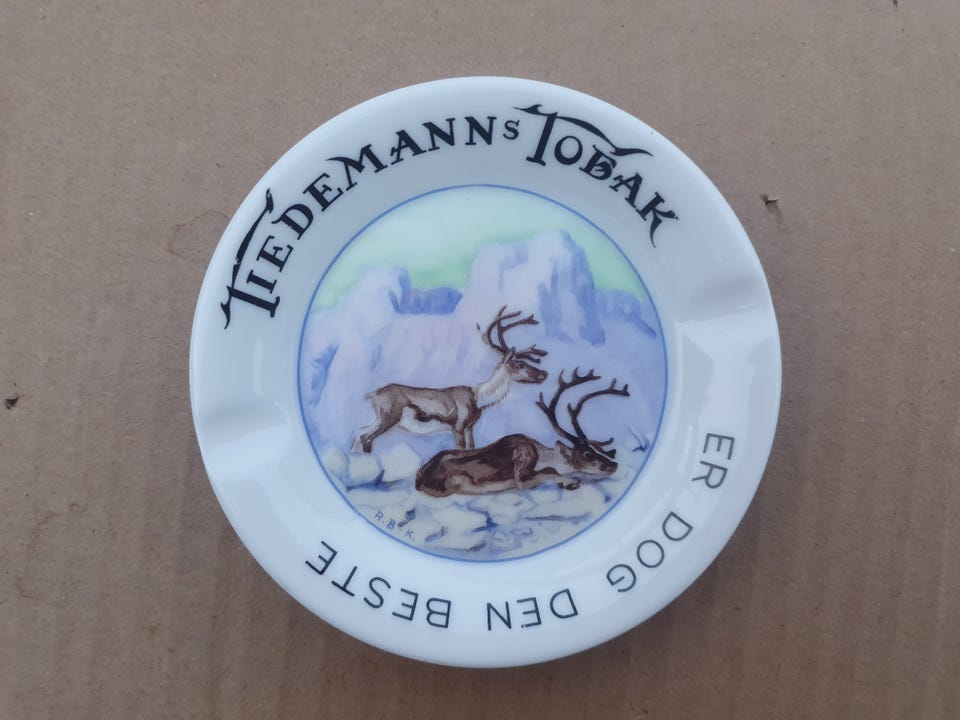 TIEDEMANNS TOBAK
ER DOG DEN BESTE
R.B.K.